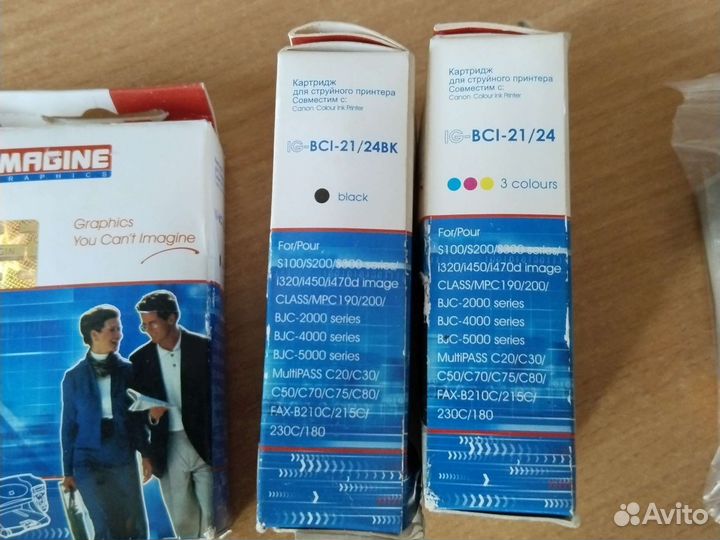 IMAGINE
GRAPHICS
Graphics
You Can't Imagine
Картридж
для струйного принтера
Совместим с:
Canon Colour Ink Printer
IG-BCI-21/24BK
black
For/Pour
S100/S200/S300 series/
i320/i450/i470d image
CLASS/MPC190/200/
BJC-2000 series
BJC-4000 series
BJC-5000 series
MultiPASS C20/C30/
C50/C70/C75/C80/
FAX-B210C/215C/
230C/180
Картридж
для струйного принтера
Совместим с:
Canon Colour Ink Printer
IG-BCI-21/24
3 colours
For/Pour
S100/S200/S300 series/
i320/i450/i470d image
CLASS/MPC190/200/
BJC-2000 series
BJC-4000 series
BJC-5000 series
MultiPASS C20/C30/
C50/C70/C75/C80/
FAX-B210C/215C/
230C/180
Avito